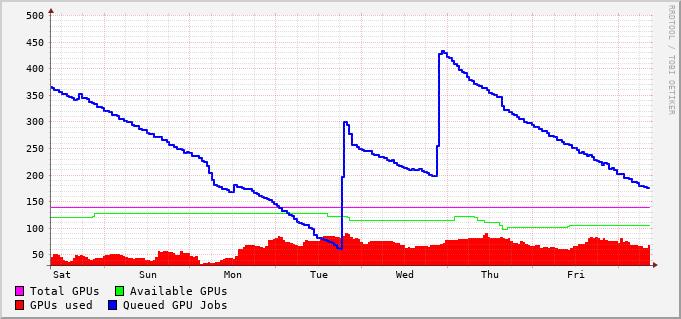 500
450
400
350
300
250
200
150
100
50
Sat Sun Mon Tue Wed Thu Fri
Total GPUs Available GPUs
GPUs used Queued GPU Jobs
RRDTOOL / TOBI OETIKER